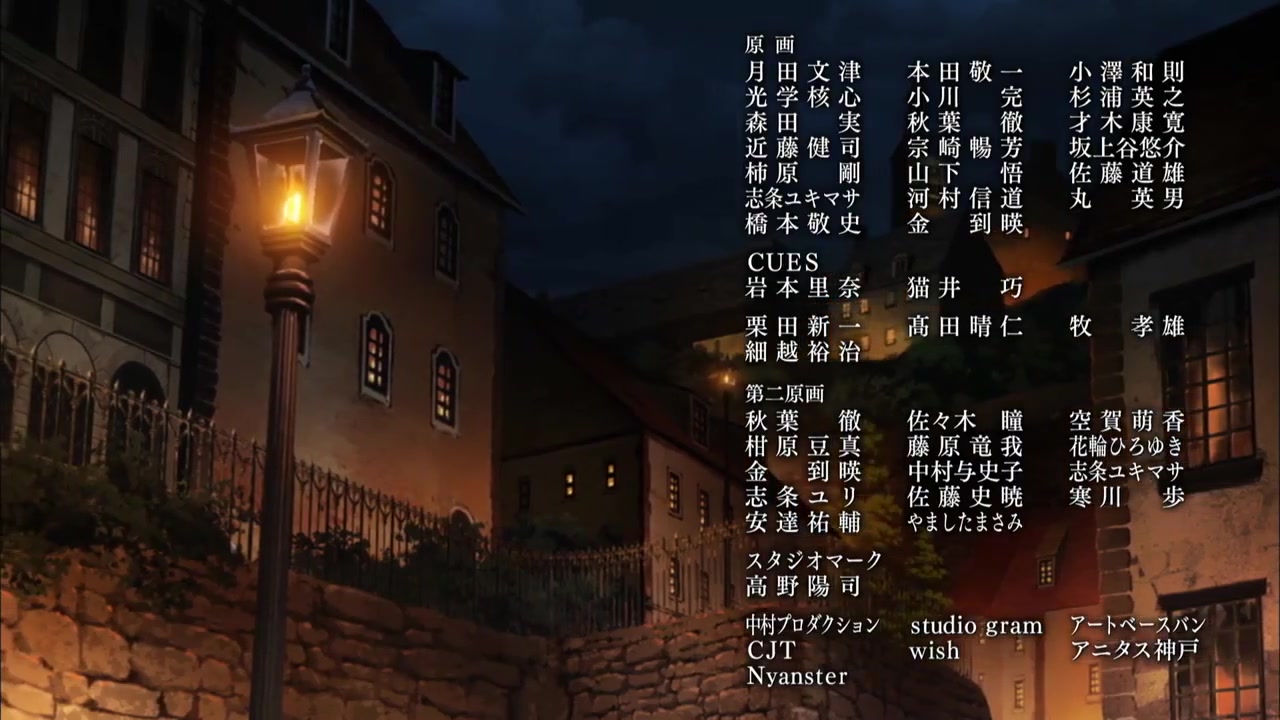 原画
月田文津 本田敬一 小澤和則
光学核心 小川完 杉浦英之
森田実 秋葉徹 才木康寛
近藤健司 宗崎暢芳 坂上谷悠介
柿原剛 山下悟 佐藤道雄
志条ユキマサ 河村信道 丸英男
橋本敬史 金到暎
CUES
岩本里奈 猫井巧
栗田新一 髙田晴仁 牧孝雄
細越裕治
第二原画
秋葉徹 佐々木瞳 空賀萌香
柑原豆真 藤原竜我 花輪ひろゆき
金到暎 中村与史子 志条ユキマサ
志条ユリ 佐藤史暁 寒川歩
安達祐輔 やましたまさみ
スタジオマーク
高野陽司
中村プロダクション studio gram アートベースバン
CJT wish アニタス神戸
Nyanster